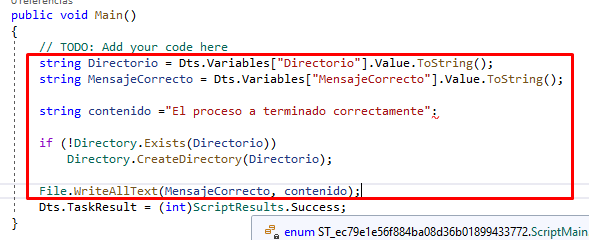 0 referencias
public void Main()
{
// TODO: Add your code here
string Directorio = Dts.Variables["Directorio"].Value.ToString();
string MensajeCorrecto = Dts.Variables["MensajeCorrecto"].Value.ToString();
string contenido ="El proceso a terminado correctamente";
if (!Directory.Exists(Directorio))
Directory.CreateDirectory(Directorio);
File.WriteAllText(MensajeCorrecto, contenido);
Dts.TaskResult = (int)ScriptResults.Success;
}
enum ST_ec79e1e56f884ba08d36b01899433772.ScriptMain